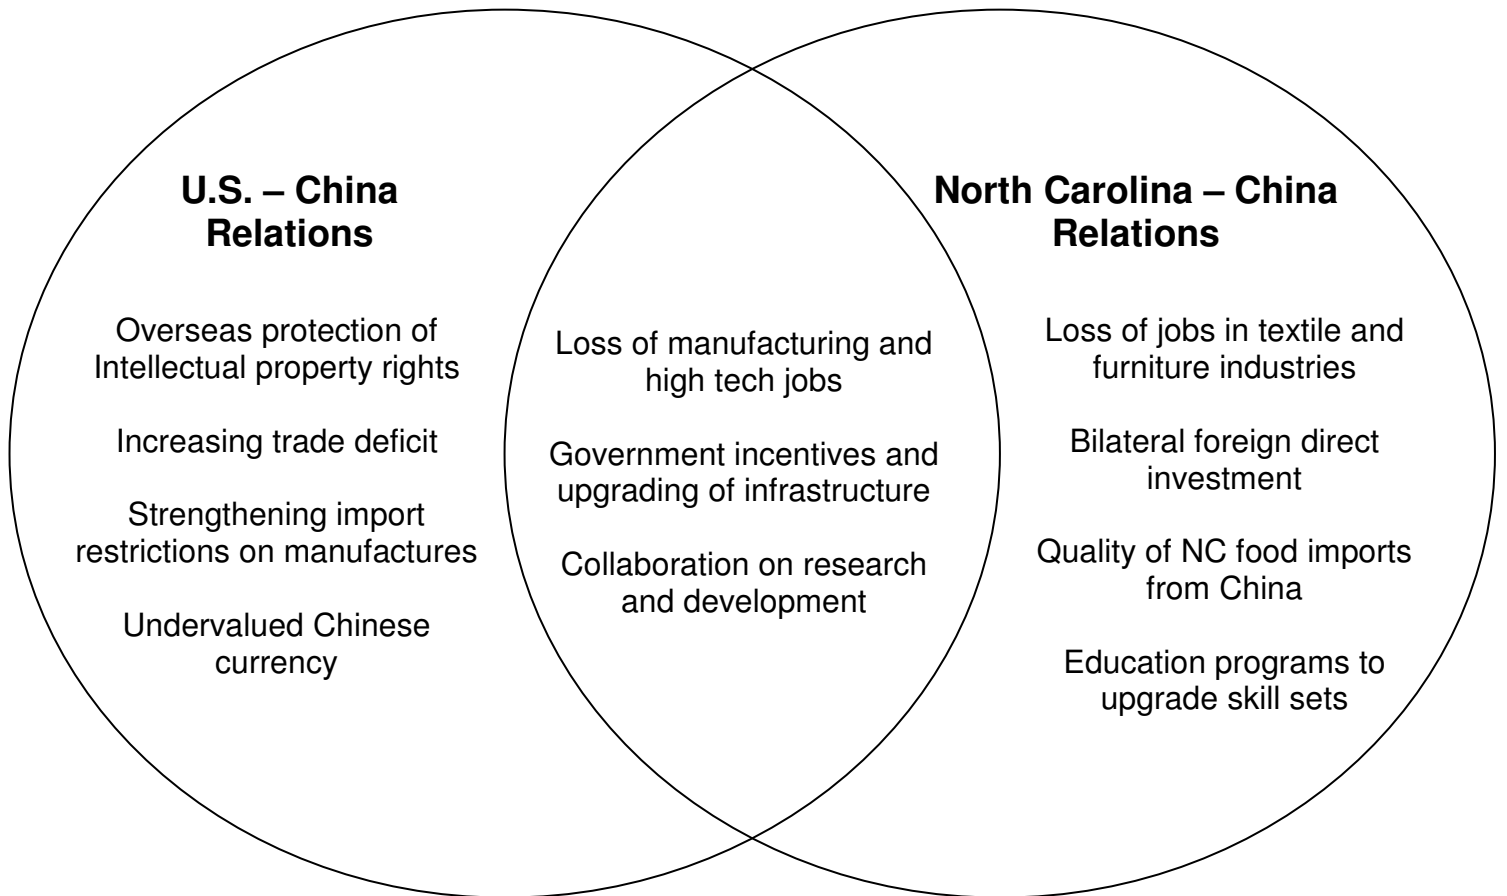 U.S. – China
Relations
Overseas protection of
Intellectual property rights
Increasing trade deficit
Strengthening import
restrictions on manufactures
Undervalued Chinese
currency
Loss of manufacturing and
high tech jobs
Government incentives and
upgrading of infrastructure
Collaboration on research
and development
North Carolina – China
Relations
Loss of jobs in textile and
furniture industries
Bilateral foreign direct
investment
Quality of NC food imports
from China
Education programs to
upgrade skill sets